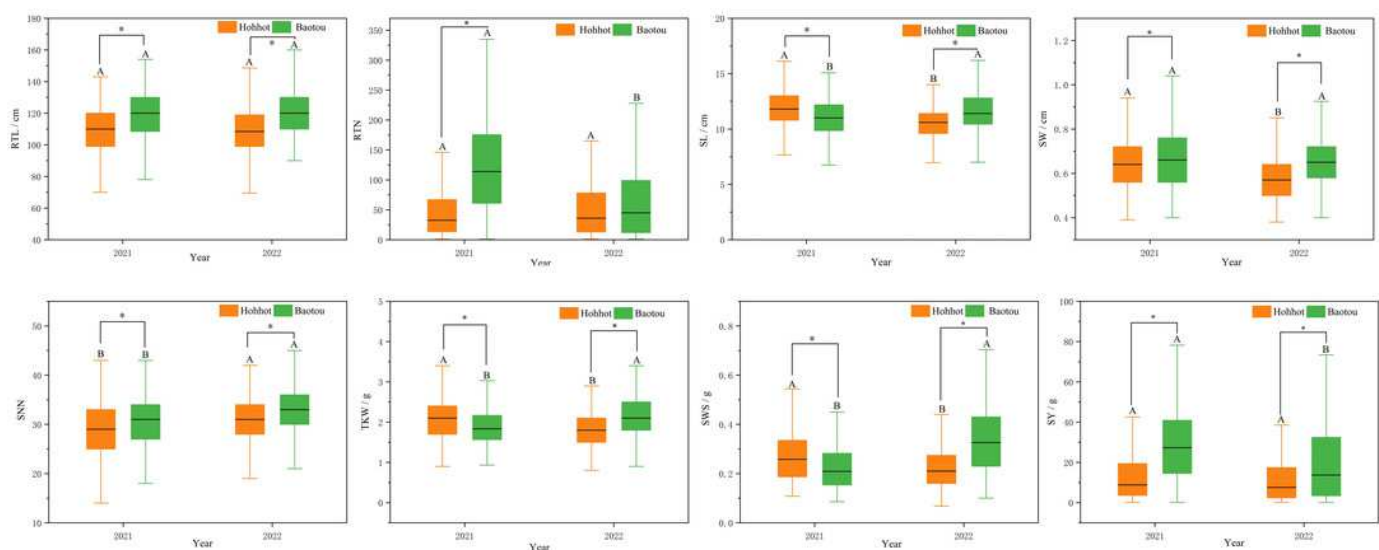 180
160
140
120
100
80
60
40
RTL / cm
Hohhot Baotou
*
A A
*
A A
2021 2022
Year
350
300
250
200
150
100
50
0
RTN
Hohhot Baotou
*
A A
A B
2021 2022
Year
20
15
10
5
0
SL / cm
Hohhot Baotou
*
A B
*
B A
2021 2022
Year
1.2
1.0
0.8
0.6
0.4
SW / cm
Hohhot Baotou
*
A A
*
B A
2021 2022
Year
50
40
30
20
10
SNN
Hohhot Baotou
*
B B
*
A A
2021 2022
Year
5
4
3
2
1
0
TKW / g
Hohhot Baotou
*
A B
*
B A
2021 2022
Year
0.8
0.6
0.4
0.2
0.0
SWS / g
Hohhot Baotou
*
A B
*
B A
2021 2022
Year
100
80
60
40
20
0
SY / g
Hohhot Baotou
*
A A
*
A B
2021 2022
Year